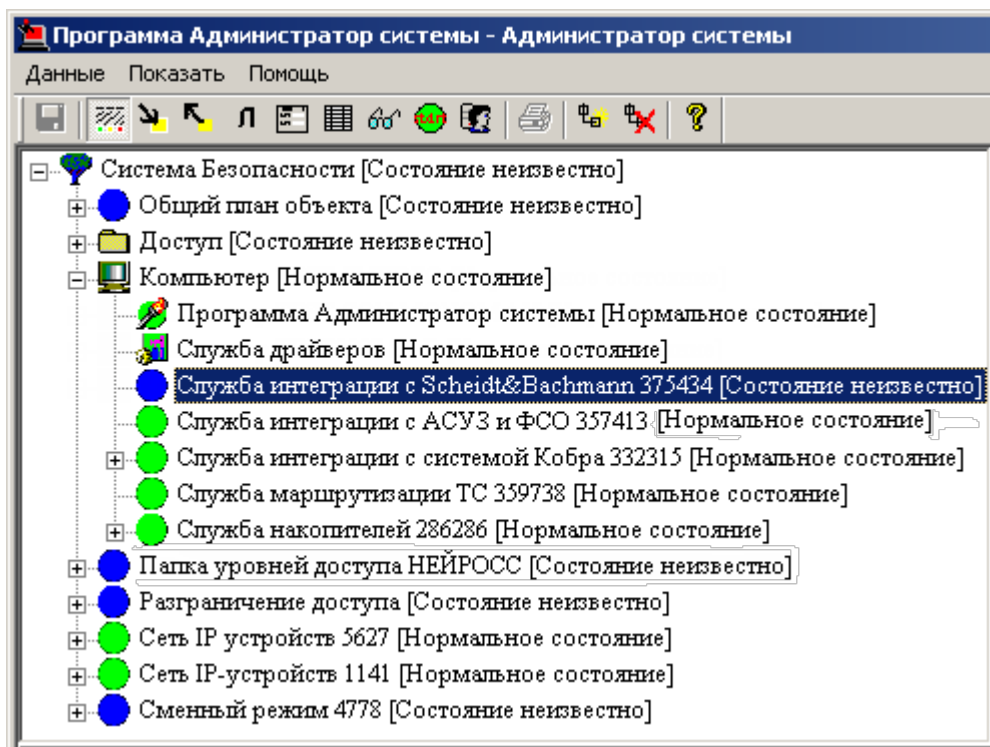 Программа Администратор системы - Администратор системы
Данные Показать Помощь
Л
Система Безопасности [Состояние неизвестно]
Общий план объекта [Состояние неизвестно]
Доступ [Состояние неизвестно]
Компьютер [Нормальное состояние]
Программа Администратор системы [Нормальное состояние]
Служба драйверов [Нормальное состояние]
Служба интеграции с Scheidt&Bachmann 375434 [Состояние неизвестно]
Служба интеграции с АСУЗ и ФСО 357413 [Нормальное состояние]
Служба интеграции с системой Кобра 332315 [Нормальное состояние]
Служба маршрутизации ТС 359738 [Нормальное состояние]
Служба накопителей 286286 [Нормальное состояние]
Папка уровней доступа НЕЙРОСС [Состояние неизвестно]
Разграничение доступа [Состояние неизвестно]
Сеть IP устройств 5627 [Нормальное состояние]
Сеть IP-устройств 1141 [Нормальное состояние]
Сменный режим 4778 [Состояние неизвестно]